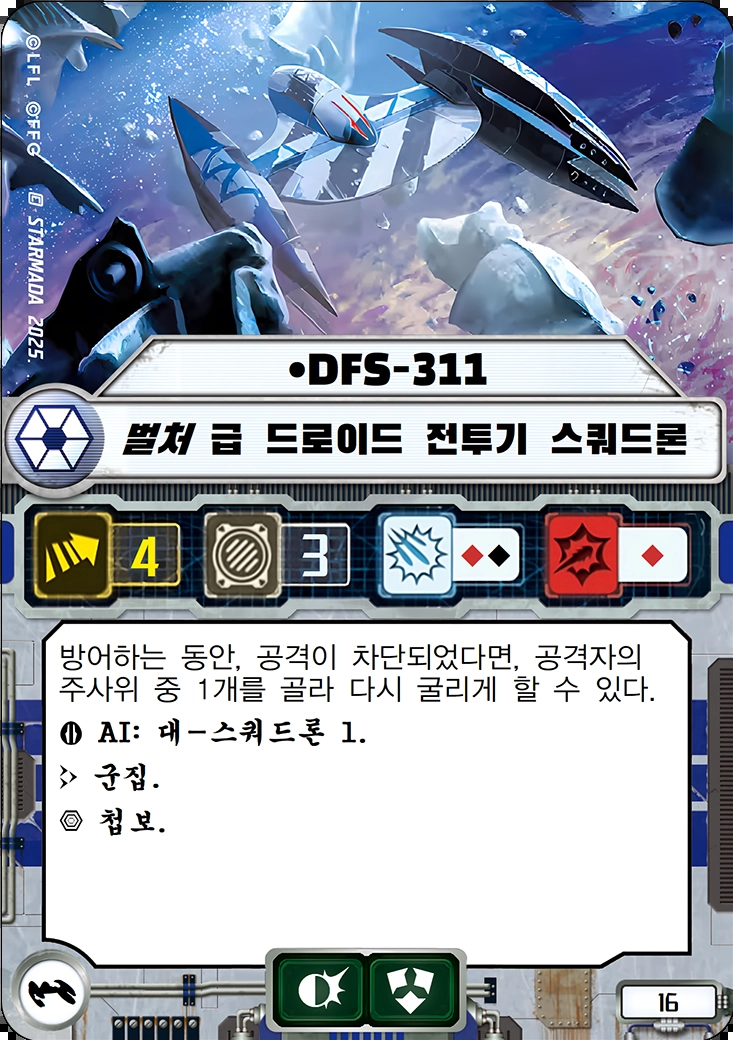 ©LFL ©FFG © STARMADA 2025
•DFS-311
벌처 급 드로이드 전투기 스쿼드론
4
3
방어하는 동안, 공격이 차단되었다면, 공격자의
주사위 중 1개를 골라 다시 굴리게 할 수 있다.
AI: 대-스쿼드론 1.
군집.
첩보.
16